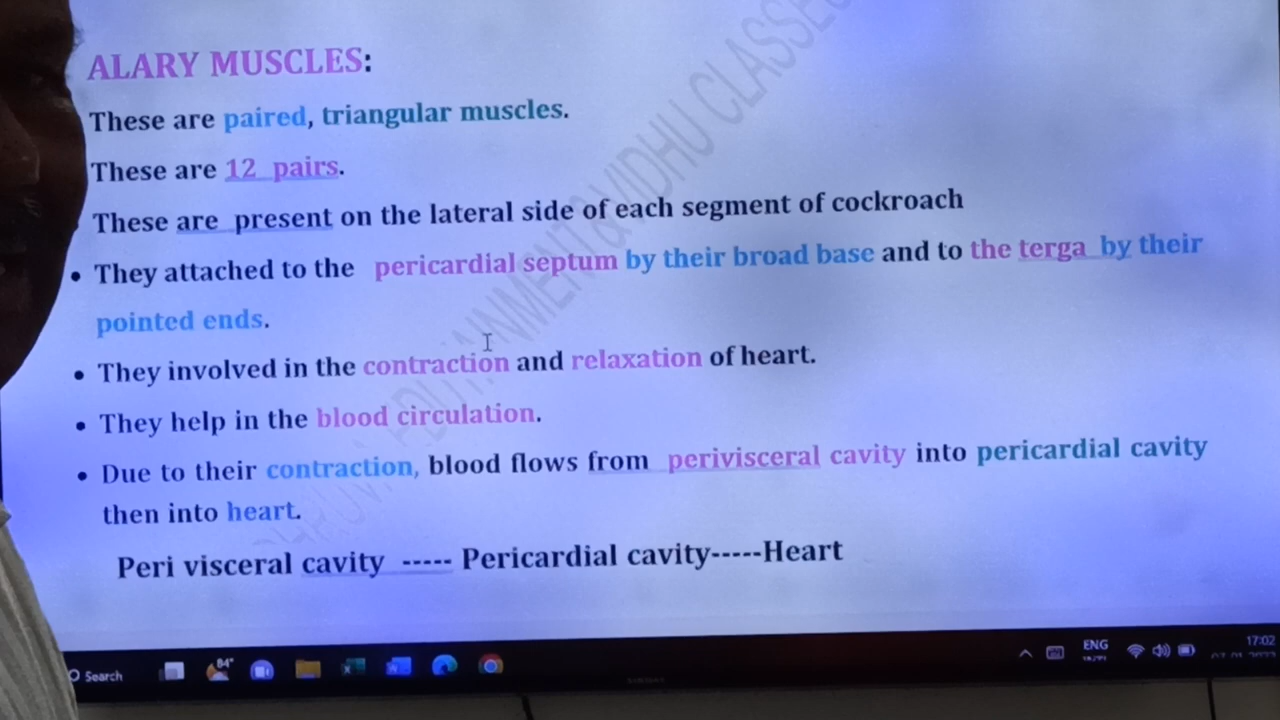 ALARY MUSCLES:
These are paired, triangular muscles.
These are 12 pairs.
These are present on the lateral side of each segment of cockroach
• They attached to the pericardial septum by their broad base and to the terga by their
pointed ends.
• They involved in the contraction and relaxation of heart.
• They help in the blood circulation.
• Due to their contraction, blood flows from perivisceral cavity into pericardial cavity
then into heart.
Peri visceral cavity ----- Pericardial cavity-----Heart
VIDHU CLASSES
Search
84°
ENG
17:02